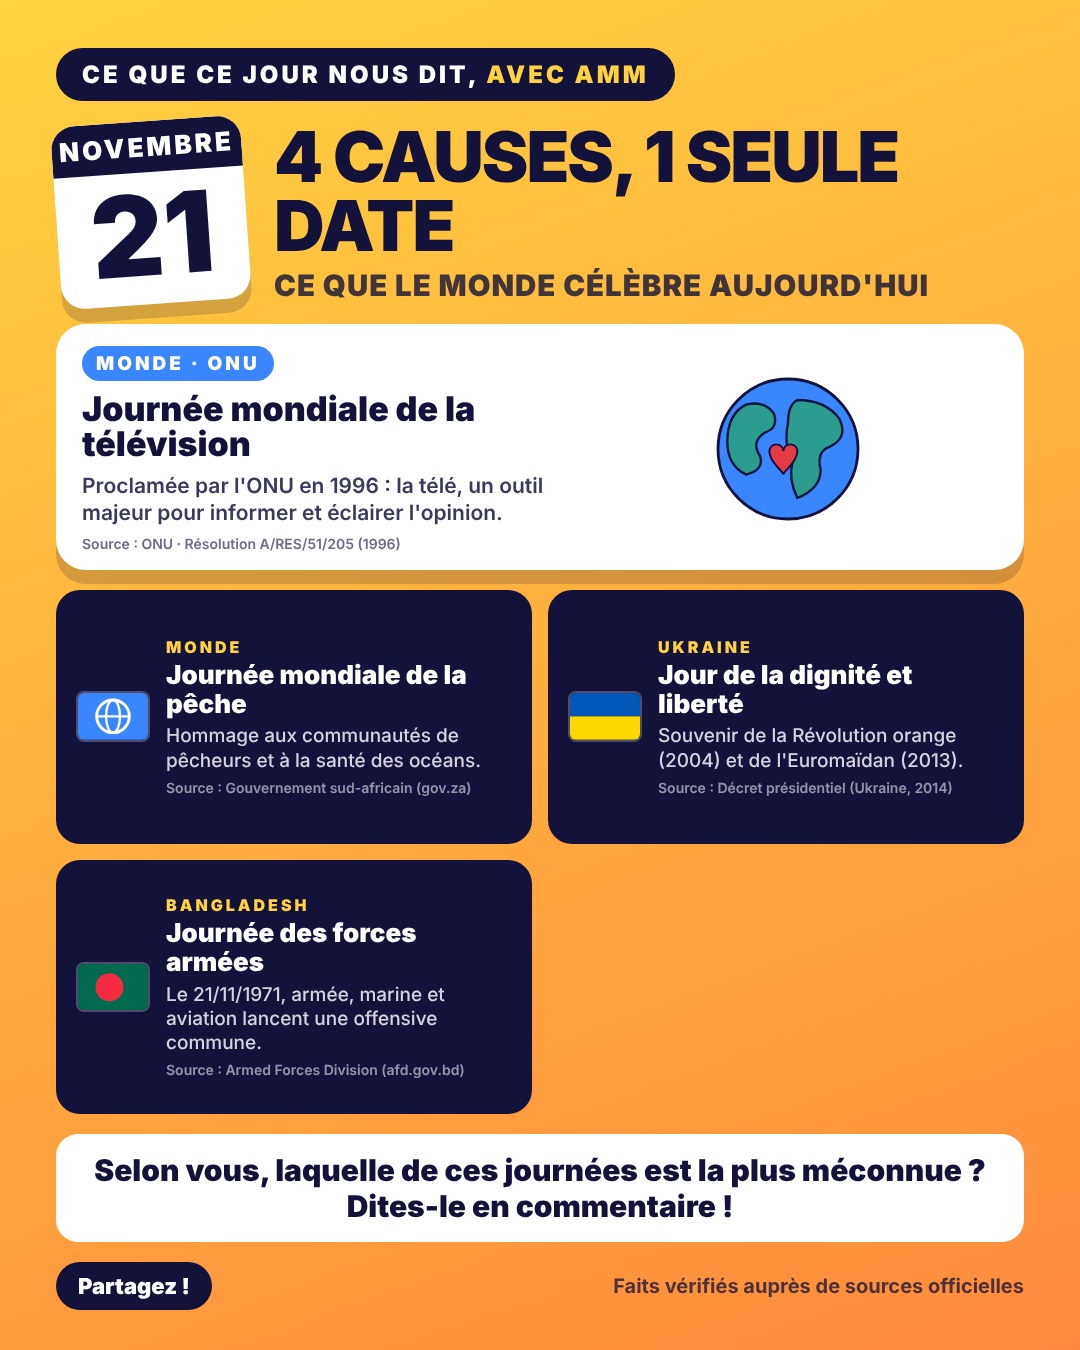 CE QUE CE JOUR NOUS DIT, AVEC AMM
NOVEMBRE
21
4 CAUSES, 1 SEULE
DATE
CE QUE LE MONDE CÉLÈBRE AUJOURD'HUI
MONDE · ONU
Journée mondiale de la
télévision
Proclamée par l'ONU en 1996 : la télé, un outil
majeur pour informer et éclairer l'opinion.
Source : ONU · Résolution A/RES/51/205 (1996)
MONDE
Journée mondiale de la
pêche
Hommage aux communautés de
pêcheurs et à la santé des océans.
Source : Gouvernement sud-africain (gov.za)
UKRAINE
Jour de la dignité et
liberté
Souvenir de la Révolution orange
(2004) et de l'Euromaïdan (2013).
Source : Décret présidentiel (Ukraine, 2014)
BANGLADESH
Journée des forces
armées
Le 21/11/1971, armée, marine et
aviation lancent une offensive
commune.
Source : Armed Forces Division (afd.gov.bd)
Selon vous, laquelle de ces journées est la plus méconnue ?
Dites-le en commentaire !
Partagez !
Faits vérifiés auprès de sources officielles